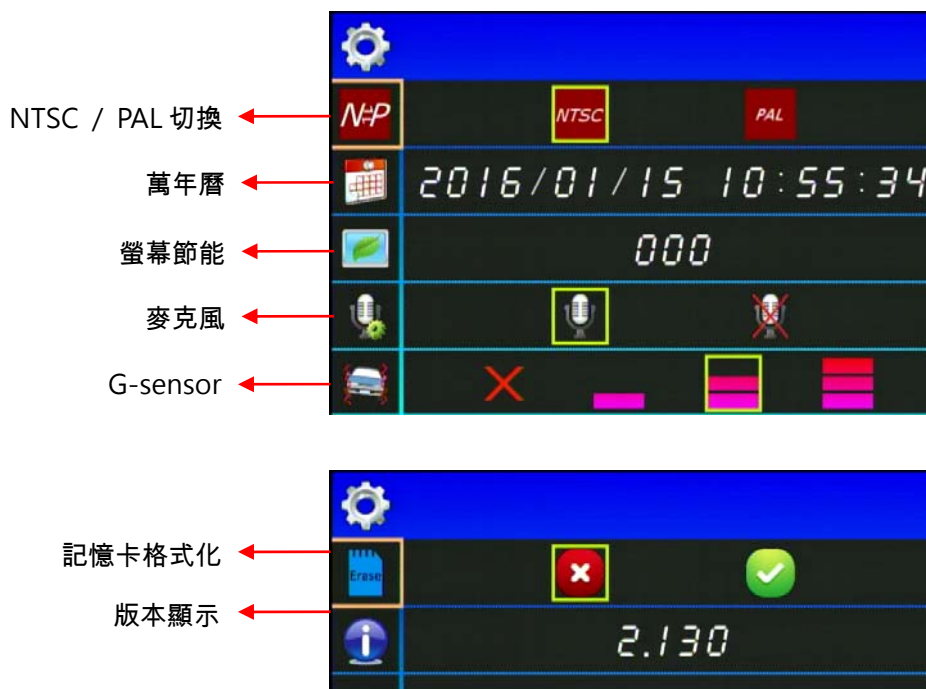 NTSC / PAL 切換
N⇌P NTSC PAL
萬年曆
2016/01/15 10:55:34
螢幕節能
000
麥克風
G-sensor
記憶卡格式化
Erase
版本顯示
2.130